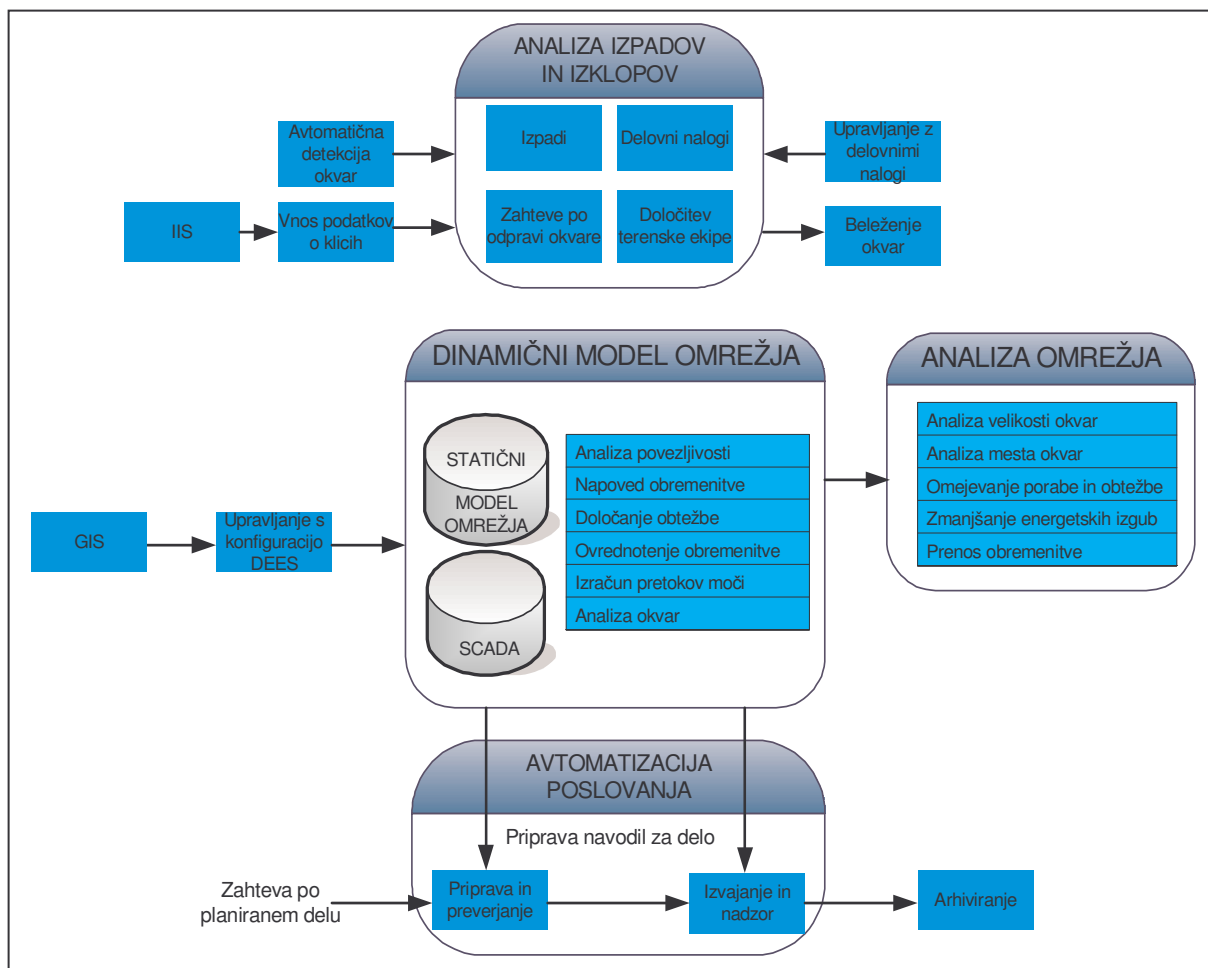 ANALIZA IZPADOV
IN IZKLOPOV
Avtomatična
detekcija
okvar
Izpadi
Delovni nalogi
Upravljanje z
delovnimi
nalogi
IIS
Vnos podatkov
o klicih
Zahteve po
odpravi okvare
Določitev
terenske ekipe
Beleženje
okvar
DINAMIČNI MODEL OMREŽJA
STATIČNI
MODEL
OMREŽJA
SCADA
Analiza povezljivosti
Napoved obremenitve
Določanje obtežbe
Ovrednotenje obremenitve
Izračun pretokov moči
Analiza okvar
ANALIZA OMREŽJA
Analiza velikosti okvar
Analiza mesta okvar
Omejevanje porabe in obtežbe
Zmanjšanje energetskih izgub
Prenos obremenitve
GIS
Upravljanje s
konfiguracijo
DEES
AVTOMATIZACIJA
POSLOVANJA
Priprava navodil za delo
Zahteva po
planiranem delu
Priprava in
preverjanje
Izvajanje in
nadzor
Arhiviranje